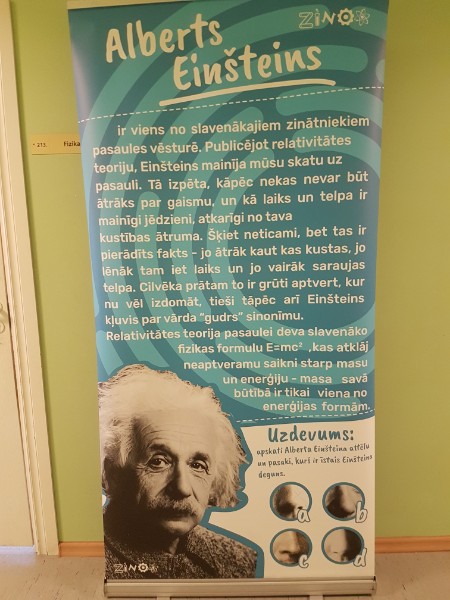 Alberts
ZINOO
Einšteins
ir viens no slavenākajiem zinātniekiem
pasaules vēsturē. Publicējot relativitātes
teoriju, Einšteins mainīja mūsu skatu uz
pasauli. Tā izpēta, kāpēc nekas nevar būt
ātrāks par gaismu, un kā laiks un telpa ir
mainīgi jēdzieni, atkarīgi no tava
kustības ātruma. Šķiet neticami, bet tas ir
pierādīts fakts - jo ātrāk kaut kas kustas, jo
lēnāk tam iet laiks un jo vairāk saraujas
telpa. Cilvēka prātam to ir grūti aptvert, kur
nu vēl izdomāt, tieši tāpēc arī Einšteins
kļuvis par vārda "gudrs" sinonīmu.
Relativitātes teorija pasaulei deva slavenāko
fizikas formulu E=mc² ,kas atklāj
neaptveramu saikni starp masu
un enerģiju - masa savā
būtībā ir tikai viena no
enerģijas formām.
Uzdevums:
apskati Alberta Einšteina attēlu
un pasaki, kurš ir īstais Einšteina
deguns.
a
b
c
d
ZINOO
213
Fizika